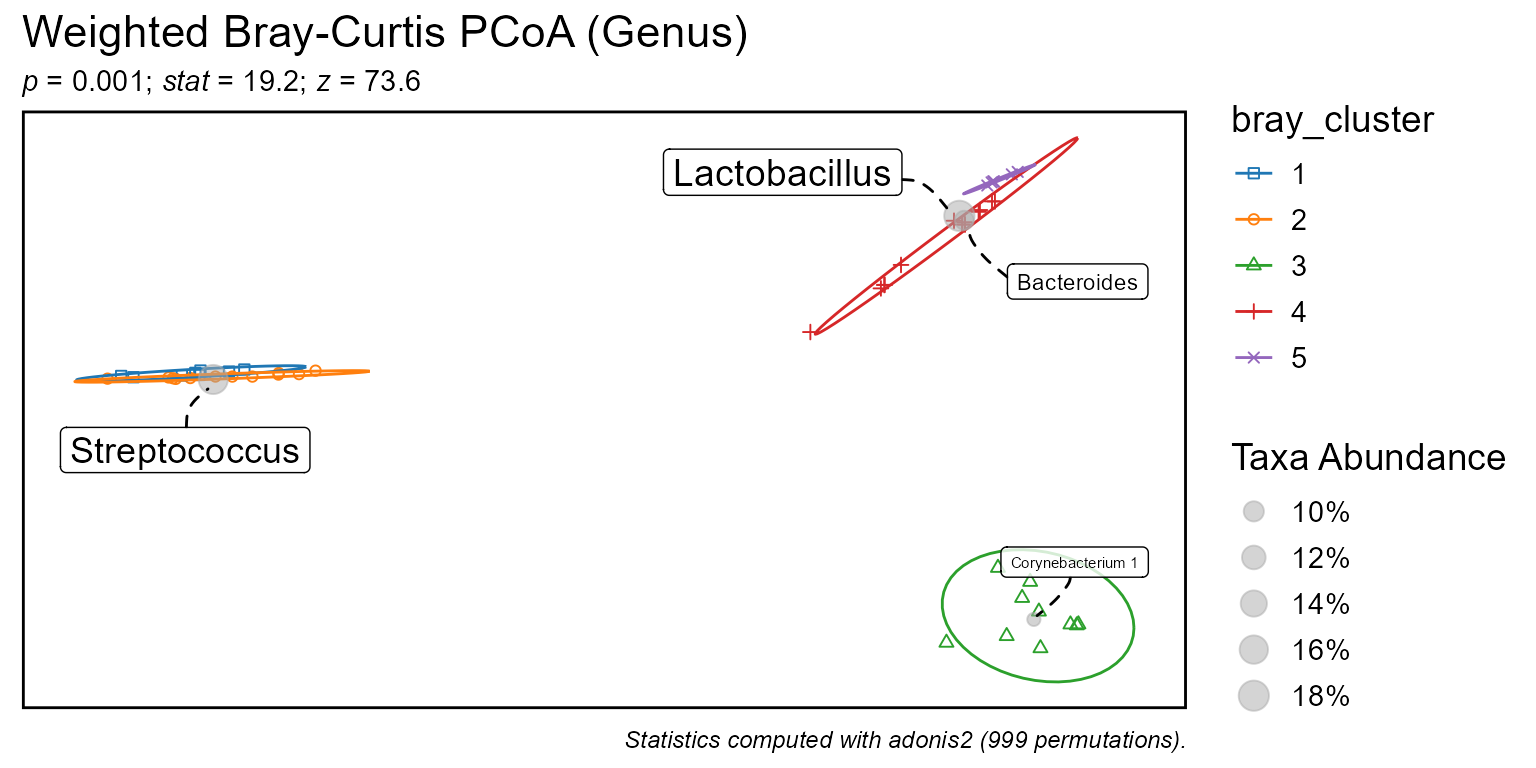 Weighted Bray-Curtis PCoA (Genus)
p = 0.001; stat = 19.2; z = 73.6
Lactobacillus
Bacteroides
Streptococcus
Corynebacterium 1
bray_cluster
1
2
3
4
5
Taxa Abundance
10%
12%
14%
16%
18%
Statistics computed with adonis2 (999 permutations).